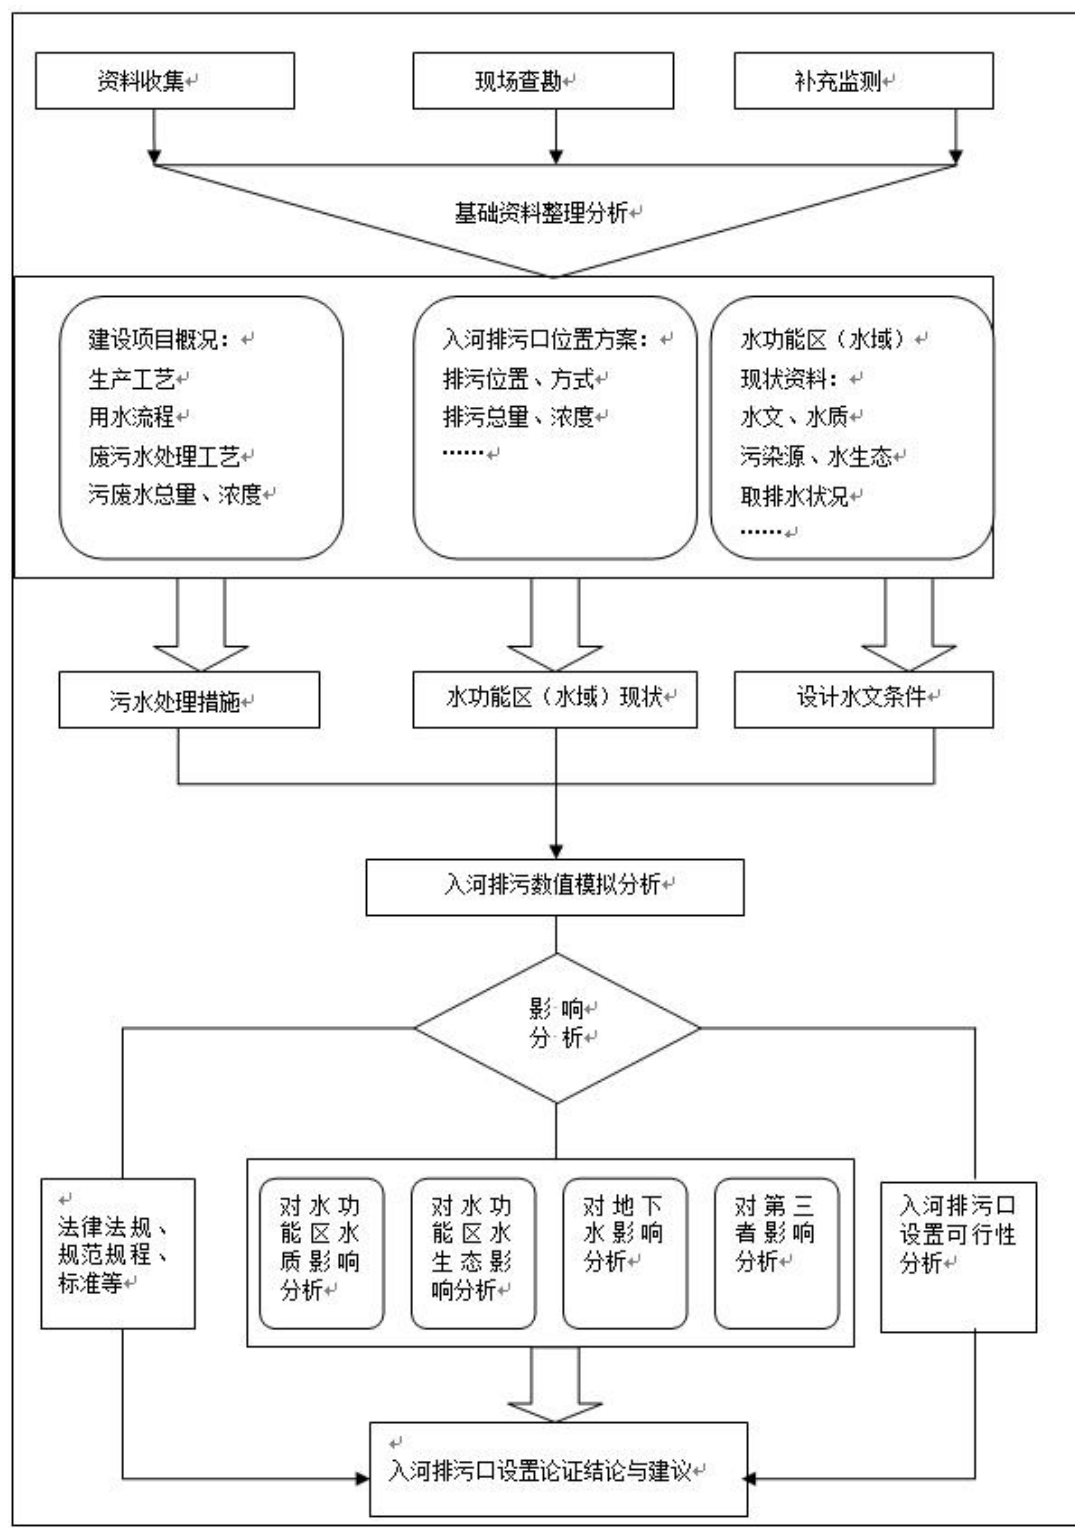 资料收集
现场查勘
补充监测
基础资料整理分析
建设项目概况：
生产工艺
用水流程
废污水处理工艺
污废水总量、浓度
入河排污口位置方案：
排污位置、方式
排污总量、浓度
……
水功能区（水域）
现状资料：
水文、水质
污染源、水生态
取排水状况
……
污水处理措施
水功能区（水域）现状
设计水文条件
入河排污数值模拟分析
影响
分析
法律法规、
规范规程、
标准等
对水功
能区水
质影响
分析
对水功
能区水
生态影
响分析
对地下
水影响
分析
对第三
者影响
分析
入河排污口
设置可行性
分析
入河排污口设置论证结论与建议